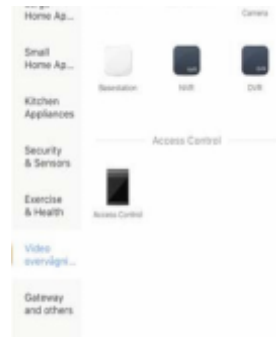 Home Ap...
Camera
Small
Home Ap...
Basestation
NVR
DVR
Kitchen
Appliances
Access Control
Security
& Sensors
Exercise
& Health
Access Control
Video
overvågni...
Gateway
and others